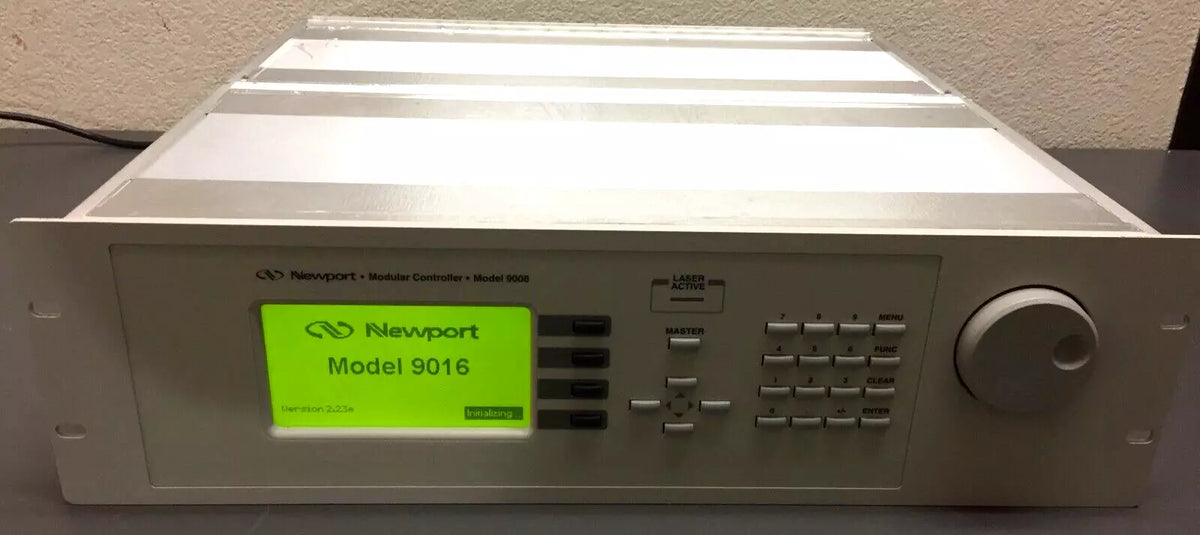 Newport • Modular Controller • Model 9008
LASER
ACTIVE
Newport
Model 9016
Version 2.23e
Initializing...
MASTER
7 8 9 MENU
4 5 6 FUNC
1 2 3 CLEAR
0 . +/- ENTER